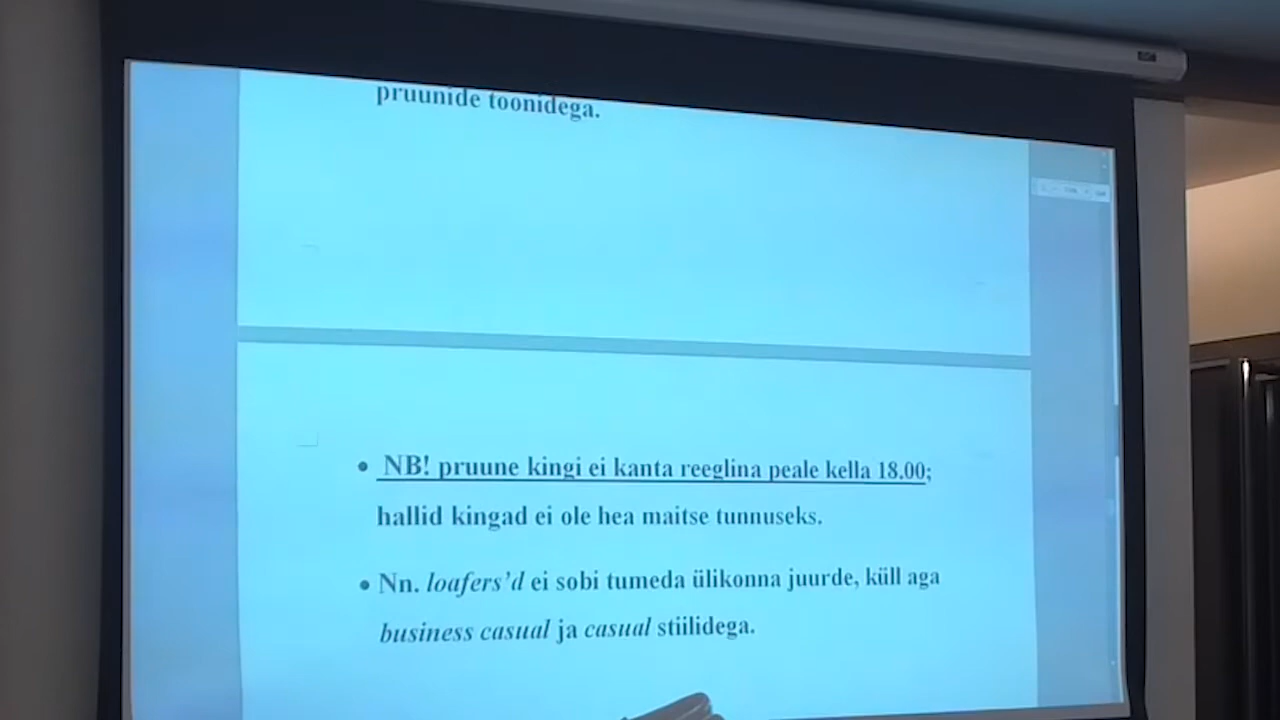 pruunide toonidega.
• NB! pruune kingi ei kanta reeglina peale kella 18.00;
hallid kingad ei ole hea maitse tunnuseks.
• Nn. loafers’d ei sobi tumeda ülikonna juurde, küll aga
business casual ja casual stiilidega.